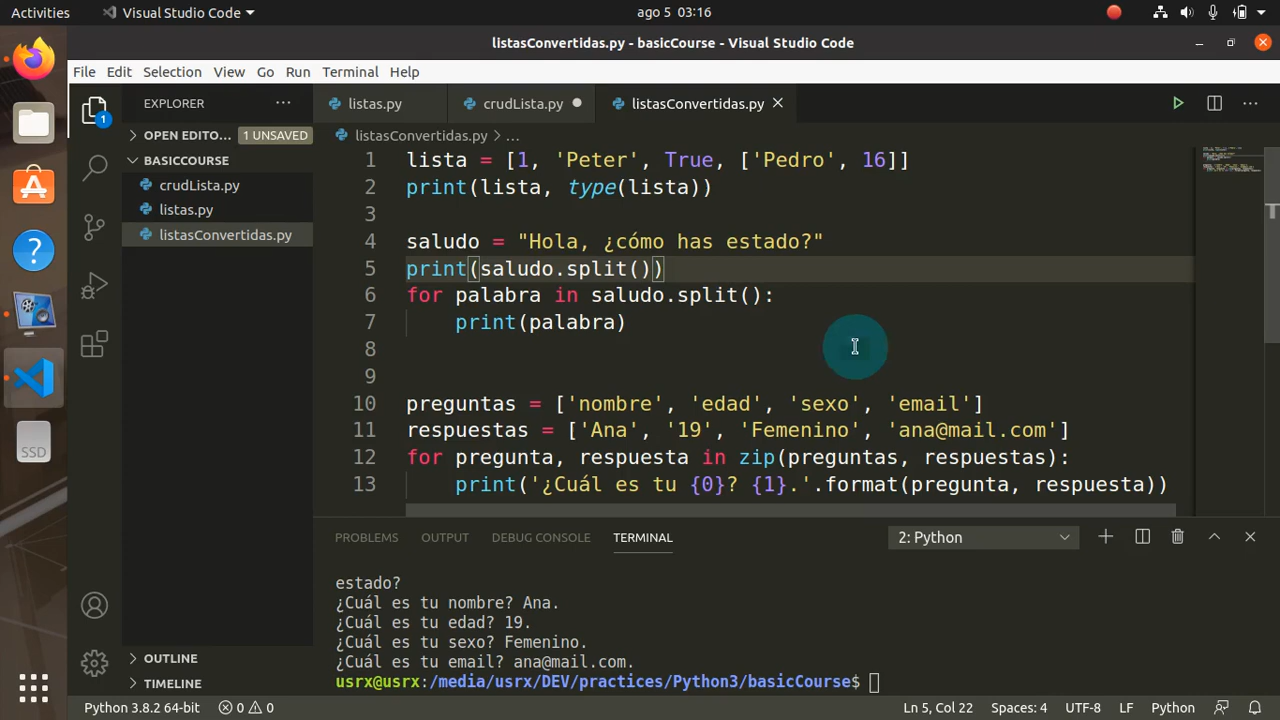 Activities
Visual Studio Code
ago 5 03:16
listasConvertidas.py - basicCourse - Visual Studio Code
File Edit Selection View Go Run Terminal Help
1
EXPLORER
listas.py
crudLista.py
listasConvertidas.py
OPEN EDITO...
1 UNSAVED
listasConvertidas.py > ...
BASICCOURSE
crudLista.py
listas.py
listasConvertidas.py
1 lista = [1, 'Peter', True, ['Pedro', 16]]
2 print(lista, type(lista))
3
4 saludo = "Hola, ¿cómo has estado?"
5 print(saludo.split())
6 for palabra in saludo.split():
7 print(palabra)
8
9
10 preguntas = ['nombre', 'edad', 'sexo', 'email']
11 respuestas = ['Ana', '19', 'Femenino', 'ana@mail.com']
12 for pregunta, respuesta in zip(preguntas, respuestas):
13 print('¿Cuál es tu {0}? {1}.'.format(pregunta, respuesta))
PROBLEMS OUTPUT DEBUG CONSOLE TERMINAL
2: Python
estado?
¿Cuál es tu nombre? Ana.
¿Cuál es tu edad? 19.
¿Cuál es tu sexo? Femenino.
¿Cuál es tu email? ana@mail.com.
usrx@usrx:/media/usrx/DEV/practices/Python3/basicCourse$
SSD
OUTLINE
TIMELINE
Python 3.8.2 64-bit
0 0
Ln 5, Col 22
Spaces: 4
UTF-8
LF
Python